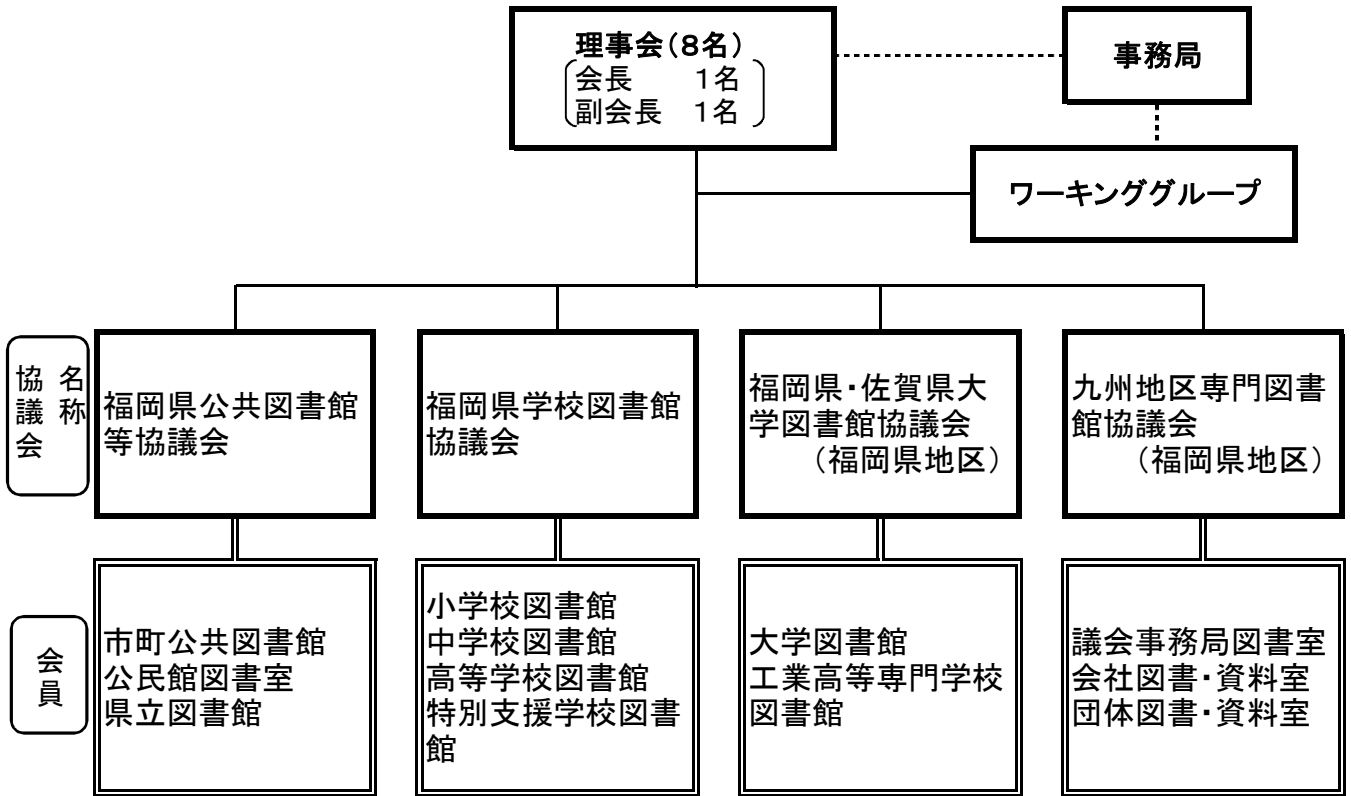 理事会（８名）
会長　１名
副会長　１名
事務局
ワーキンググループ
協議会
名称
福岡県公共図書館
等協議会
福岡県学校図書館
協議会
福岡県・佐賀県大
学図書館協議会
（福岡県地区）
九州地区専門図書
館協議会
（福岡県地区）
会員
市町公共図書館
公民館図書室
県立図書館
小学校図書館
中学校図書館
高等学校図書館
特別支援学校図書
館
大学図書館
工業高等専門学校
図書館
議会事務局図書室
会社図書・資料室
団体図書・資料室